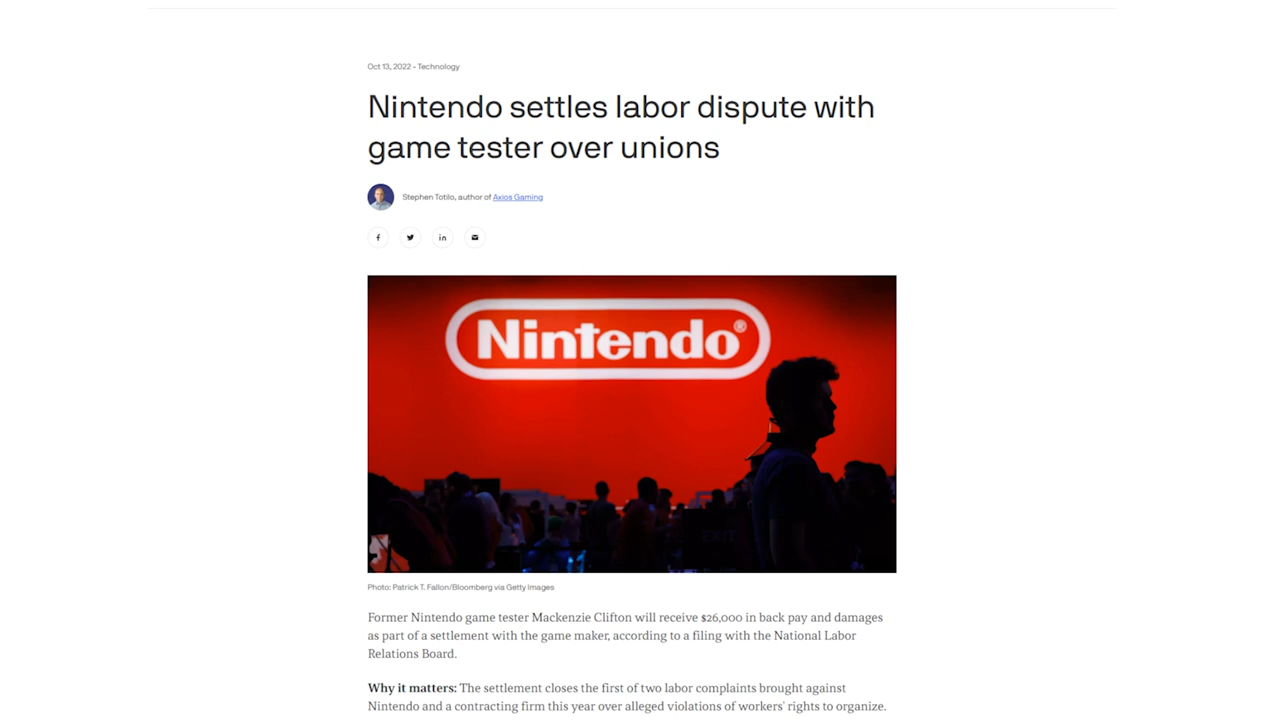 Oct 13, 2022 - Technology
Nintendo settles labor dispute with
game tester over unions
Stephen Totilo, author of Axios Gaming
Nintendo®
EXIT
Photo: Patrick T. Fallon/Bloomberg via Getty Images
Former Nintendo game tester Mackenzie Clifton will receive $26,000 in back pay and damages
as part of a settlement with the game maker, according to a filing with the National Labor
Relations Board.
Why it matters: The settlement closes the first of two labor complaints brought against
Nintendo and a contracting firm this year over alleged violations of workers' rights to organize.